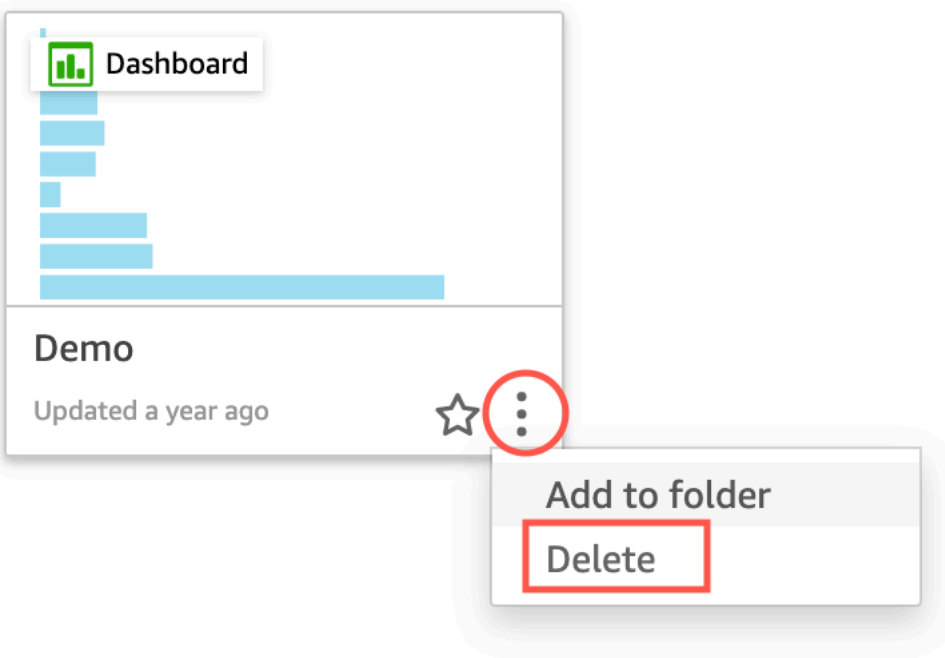 Dashboard
Demo
Updated a year ago
Add to folder
Delete